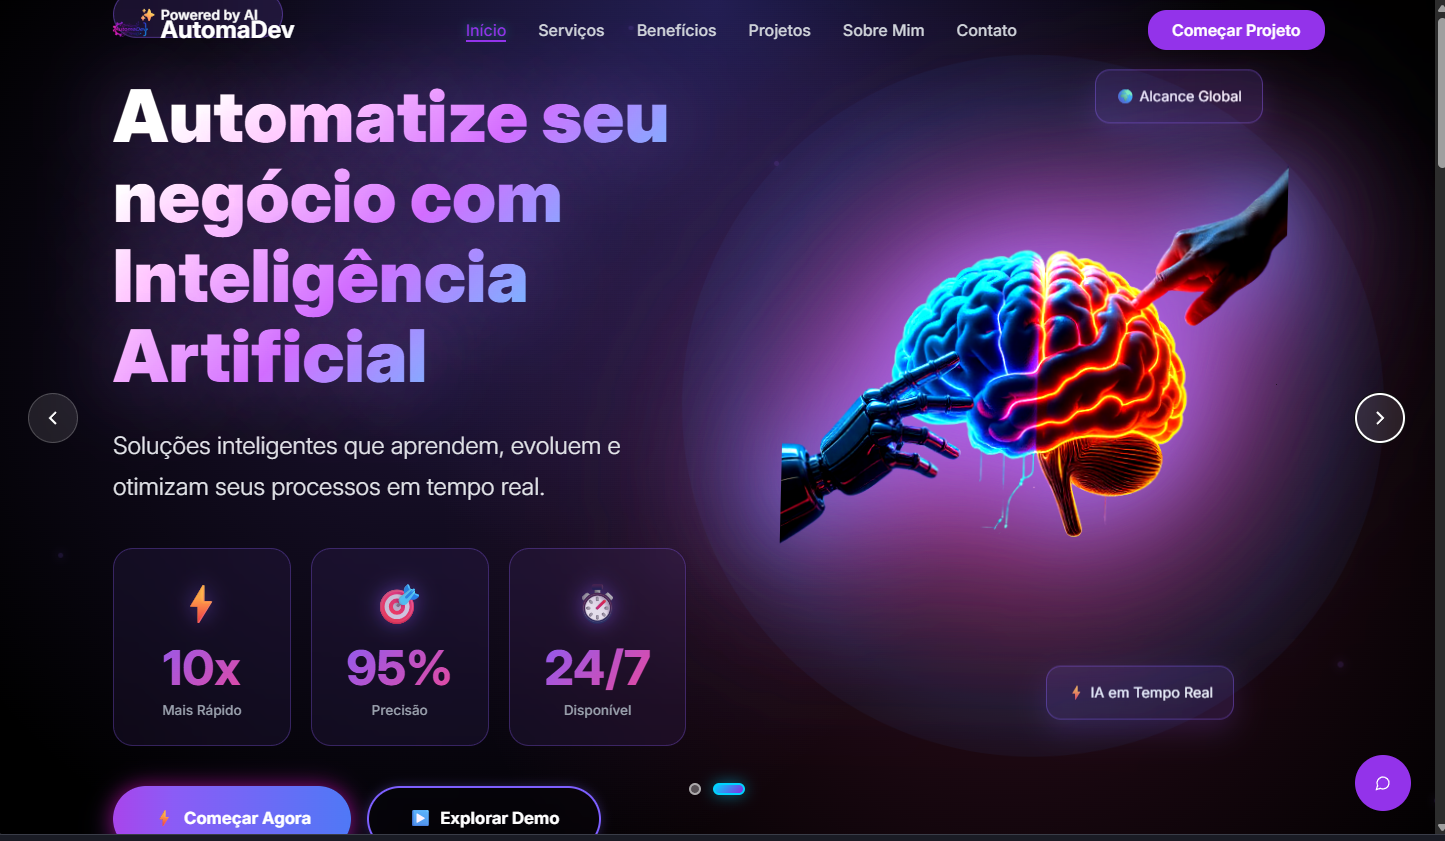 Powered by AI
AutomaDev
Início
Serviços
Benefícios
Projetos
Sobre Mim
Contato
Começar Projeto
Alcance Global
Automatize seu
negócio com
Inteligência
Artificial
Soluções inteligentes que aprendem, evoluem e
otimizam seus processos em tempo real.
10x
Mais Rápido
95%
Precisão
24/7
Disponível
IA em Tempo Real
Começar Agora
Explorar Demo